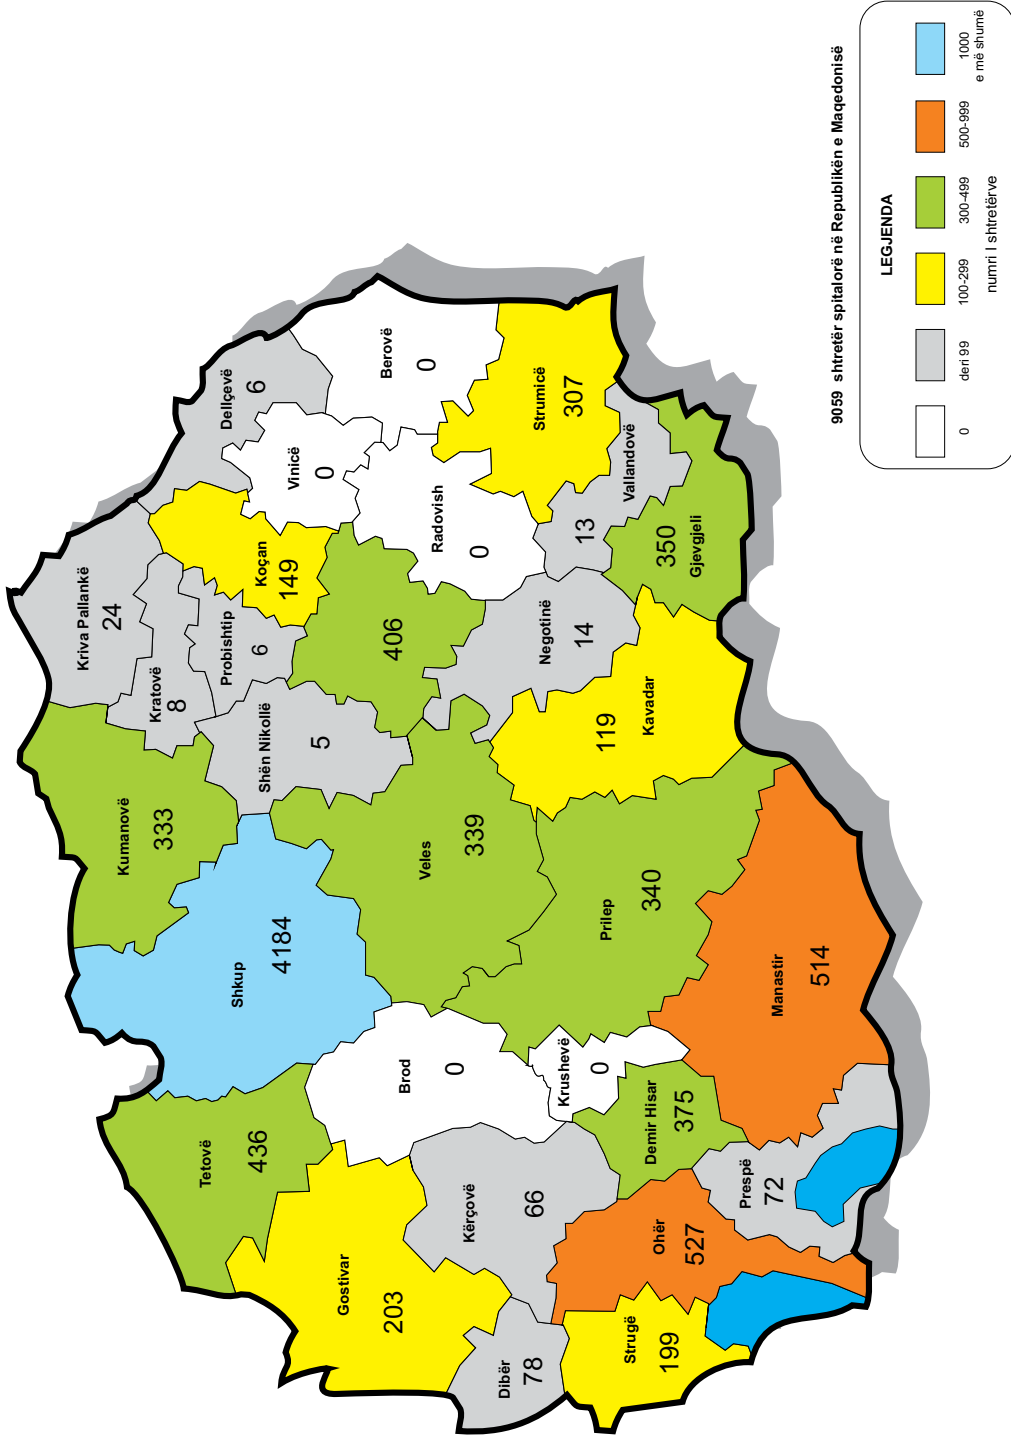 Kriva Pallankë
24
Kumanovë
333
Kratovë
8
Dellçevë
6
Probishtip
6
Koçan
149
Shën Nikollë
5
Vinicë
0
Shkup
4184
Tetovë
436
Berovë
0
406
Radovish
0
Veles
339
Gostivar
203
Brod
0
Strumicë
307
Negotinë
14
13
Vallandovë
Kërçovë
66
Dibër
78
Krushevë
0
Prilep
340
119
Kavadar
350
Gjevgjeli
Demir Hisar
375
Strugë
199
Ohër
527
Prespë
72
Manastir
514
9059 shtretër spitalorë në Republikën e Maqedonisë
LEGJENDA
0
deri 99
100-299
300-499
500-999
1000
e më shumë
numri I shtretërve